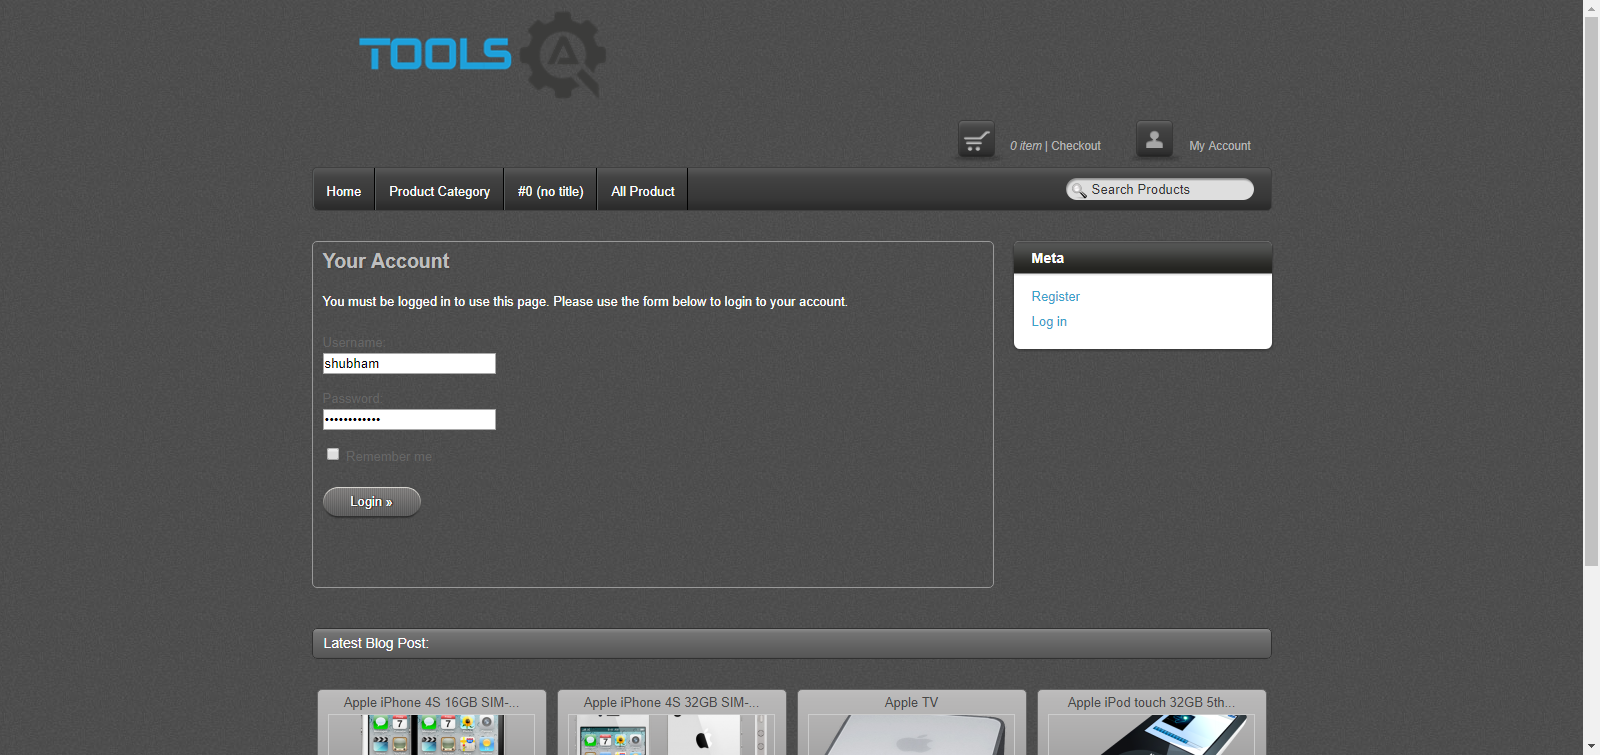 TOOLS
0 item | Checkout
My Account
Home
Product Category
#0 (no title)
All Product
Search Products
Your Account
You must be logged in to use this page. Please use the form below to login to your account.
Username:
shubham
Password:
••••••••••••
Remember me
Login »
Meta
Register
Log in
Latest Blog Post:
Apple iPhone 4S 16GB SIM-...
Apple iPhone 4S 32GB SIM-...
Apple TV
Apple iPod touch 32GB 5th...